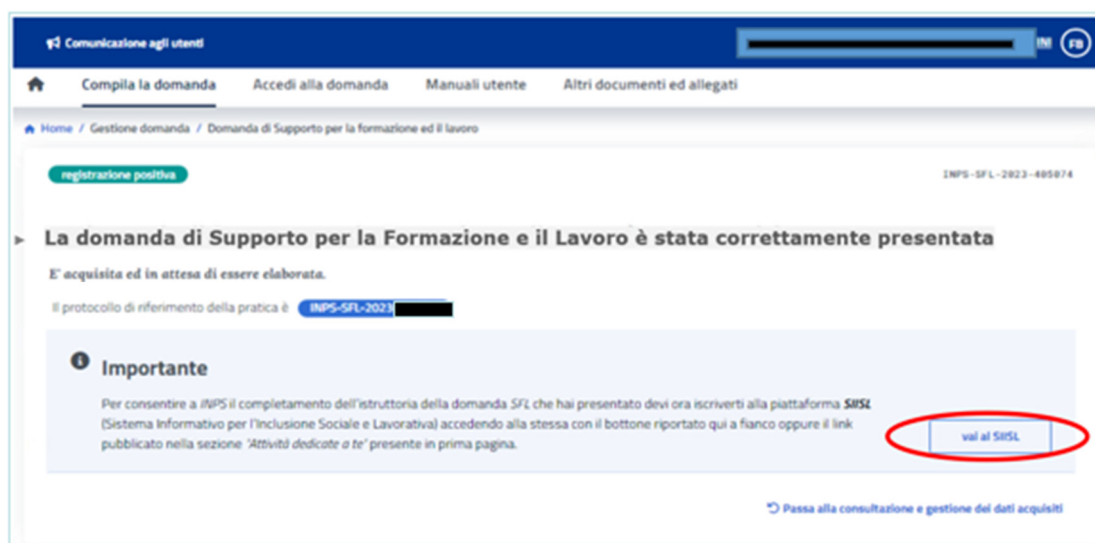 Comunicazione agli utenti
INI FB
Compila la domanda Accedi alla domanda Manuali utente Altri documenti ed allegati
Home / Gestione domanda / Domanda di Supporto per la formazione ed il lavoro
registrazione positiva INPS-SFL-2023-405074
La domanda di Supporto per la Formazione e il Lavoro è stata correttamente presentata
E' acquisita ed in attesa di essere elaborata.
Il protocollo di riferimento della pratica è INPS-SFL-2023
Importante
Per consentire a INPS il completamento dell'istruttoria della domanda SFL che hai presentato devi ora iscriverti alla piattaforma SIISL
(Sistema Informativo per l'Inclusione Sociale e Lavorativa) accedendo alla stessa con il bottone riportato qui a fianco oppure il link
pubblicato nella sezione "Attività dedicate a te" presente in prima pagina.
vai al SIISL
Passa alla consultazione e gestione dei dati acquisiti